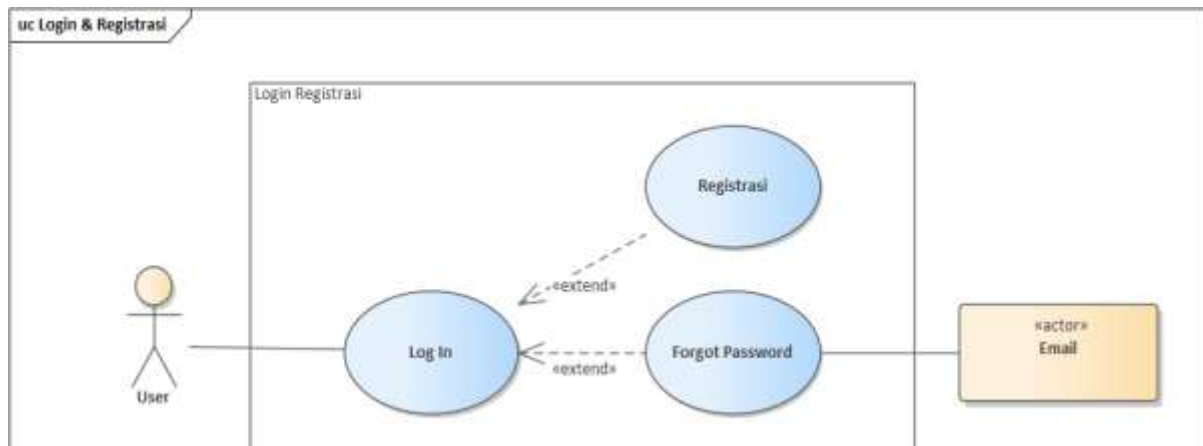 uc Login & Registrasi
Login Registrasi
Registrasi
«extend»
Log In
«extend»
Forgot Password
«actor»
Email
User